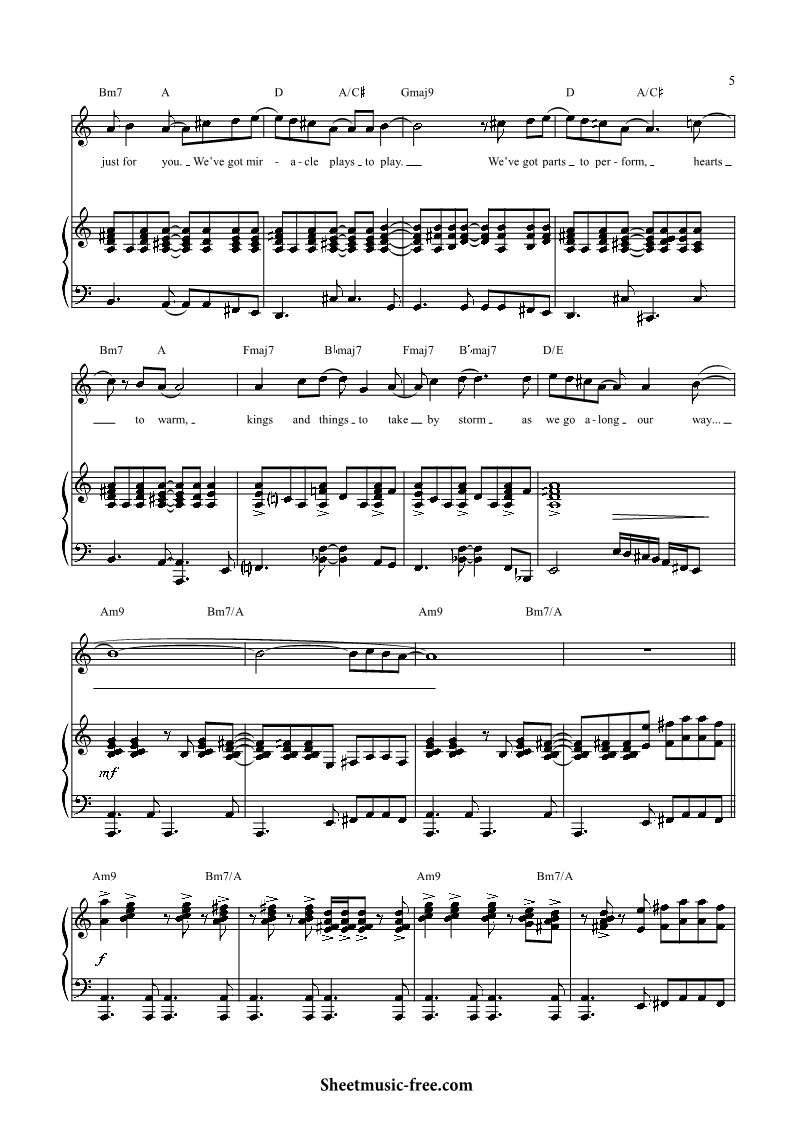 5
Bm7 A D A/C♯ Gmaj9 D A/C♯
just for you. We've got mir - a - cle plays to play. We've got parts to per - form, hearts
Bm7 A Fmaj7 B♭maj7 Fmaj7 B♭maj7 D/E
to warm, kings and things to take by storm as we go a - long our way...
Am9 Bm7/A Am9 Bm7/A
mf
Am9 Bm7/A Am9 Bm7/A
f
Sheetmusic-free.com